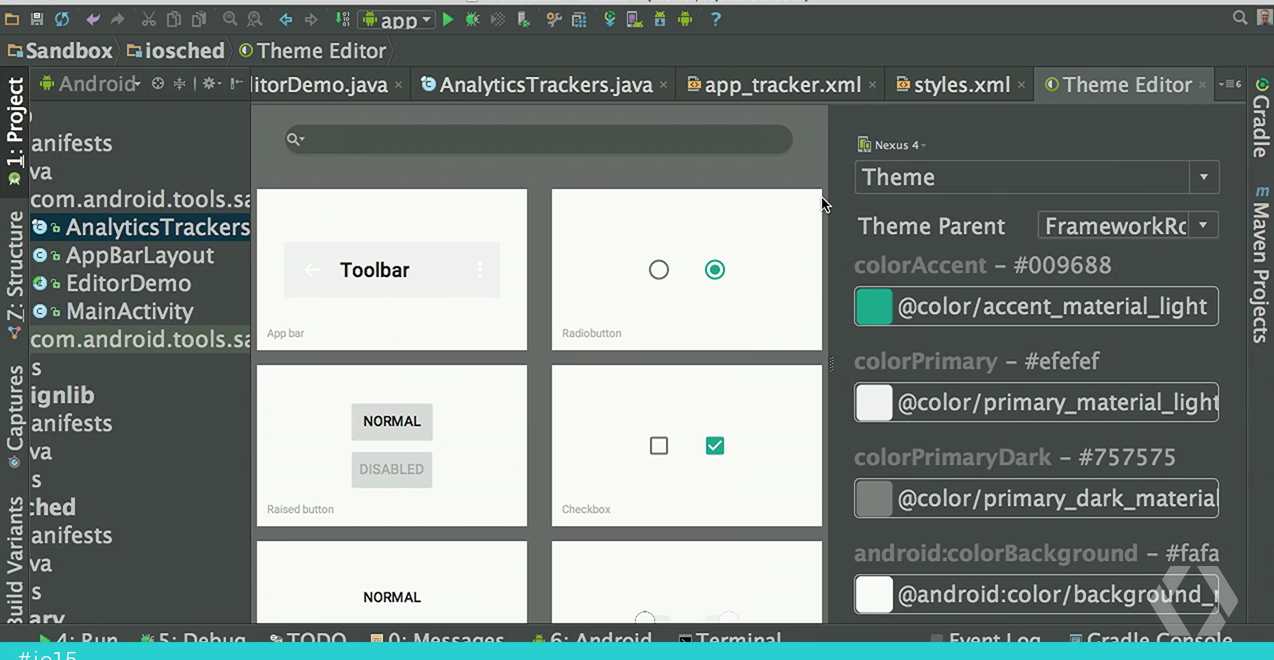 app
?
Sandbox iosched Theme Editor
Android
itorDemo.java × AnalyticsTrackers.java × app_tracker.xml × styles.xml × Theme Editor × 6
1: Project
Z: Structure
Captures
Build Variants
anifests
va
com.android.tools.sa
AnalyticsTrackers
AppBarLayout
EditorDemo
MainActivity
com.android.tools.sa
s
ignlib
anifests
va
s
ched
anifests
va
s
ary
Toolbar
App bar
Radiobutton
NORMAL
DISABLED
Raised button
Checkbox
NORMAL
Nexus 4
Theme
Theme Parent FrameworkRo
colorAccent – #009688
@color/accent_material_light
colorPrimary – #efefef
@color/primary_material_light
colorPrimaryDark – #757575
@color/primary_dark_material
android:colorBackground – #fafa
@android:color/background_
Gradle
m Maven Projects
4: Run 5: Debug TODO 0: Messages 6: Android Terminal Event Log Gradle Console
#io15